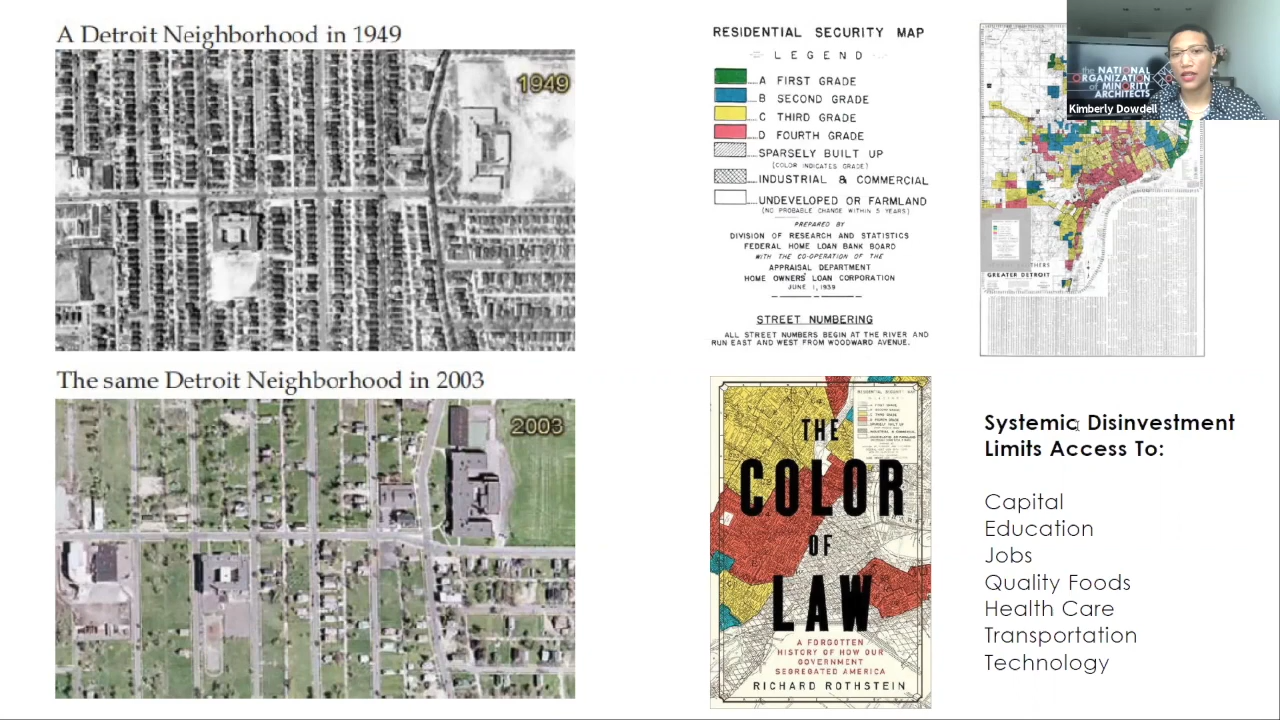 A Detroit Neighborhood in 1949
1949
The same Detroit Neighborhood in 2003
2003
RESIDENTIAL SECURITY MAP
LEGEND
A FIRST GRADE
B SECOND GRADE
C THIRD GRADE
D FOURTH GRADE
SPARSELY BUILT UP
(COLOR INDICATES GRADE)
INDUSTRIAL & COMMERCIAL
UNDEVELOPED OR FARMLAND
(NO PROBABLE CHANGE WITHIN 5 YEARS)
PREPARED BY
DIVISION OF RESEARCH AND STATISTICS
FEDERAL HOME LOAN BANK BOARD
WITH THE CO-OPERATION OF THE
APPRAISAL DEPARTMENT
HOME OWNERS' LOAN CORPORATION
JUNE 1, 1939
STREET NUMBERING
ALL STREET NUMBERS BEGIN AT THE RIVER AND
RUN EAST AND WEST FROM WOODWARD AVENUE.
GREATER DETROIT
the NATIONAL
ORGANIZATION
of MINORITY
ARCHITECTS
Kimberly Dowdell
THE
COLOR
OF
LAW
A FORGOTTEN
HISTORY OF HOW OUR
GOVERNMENT
SEGREGATED AMERICA
RICHARD ROTHSTEIN
Systemic Disinvestment
Limits Access To:
Capital
Education
Jobs
Quality Foods
Health Care
Transportation
Technology